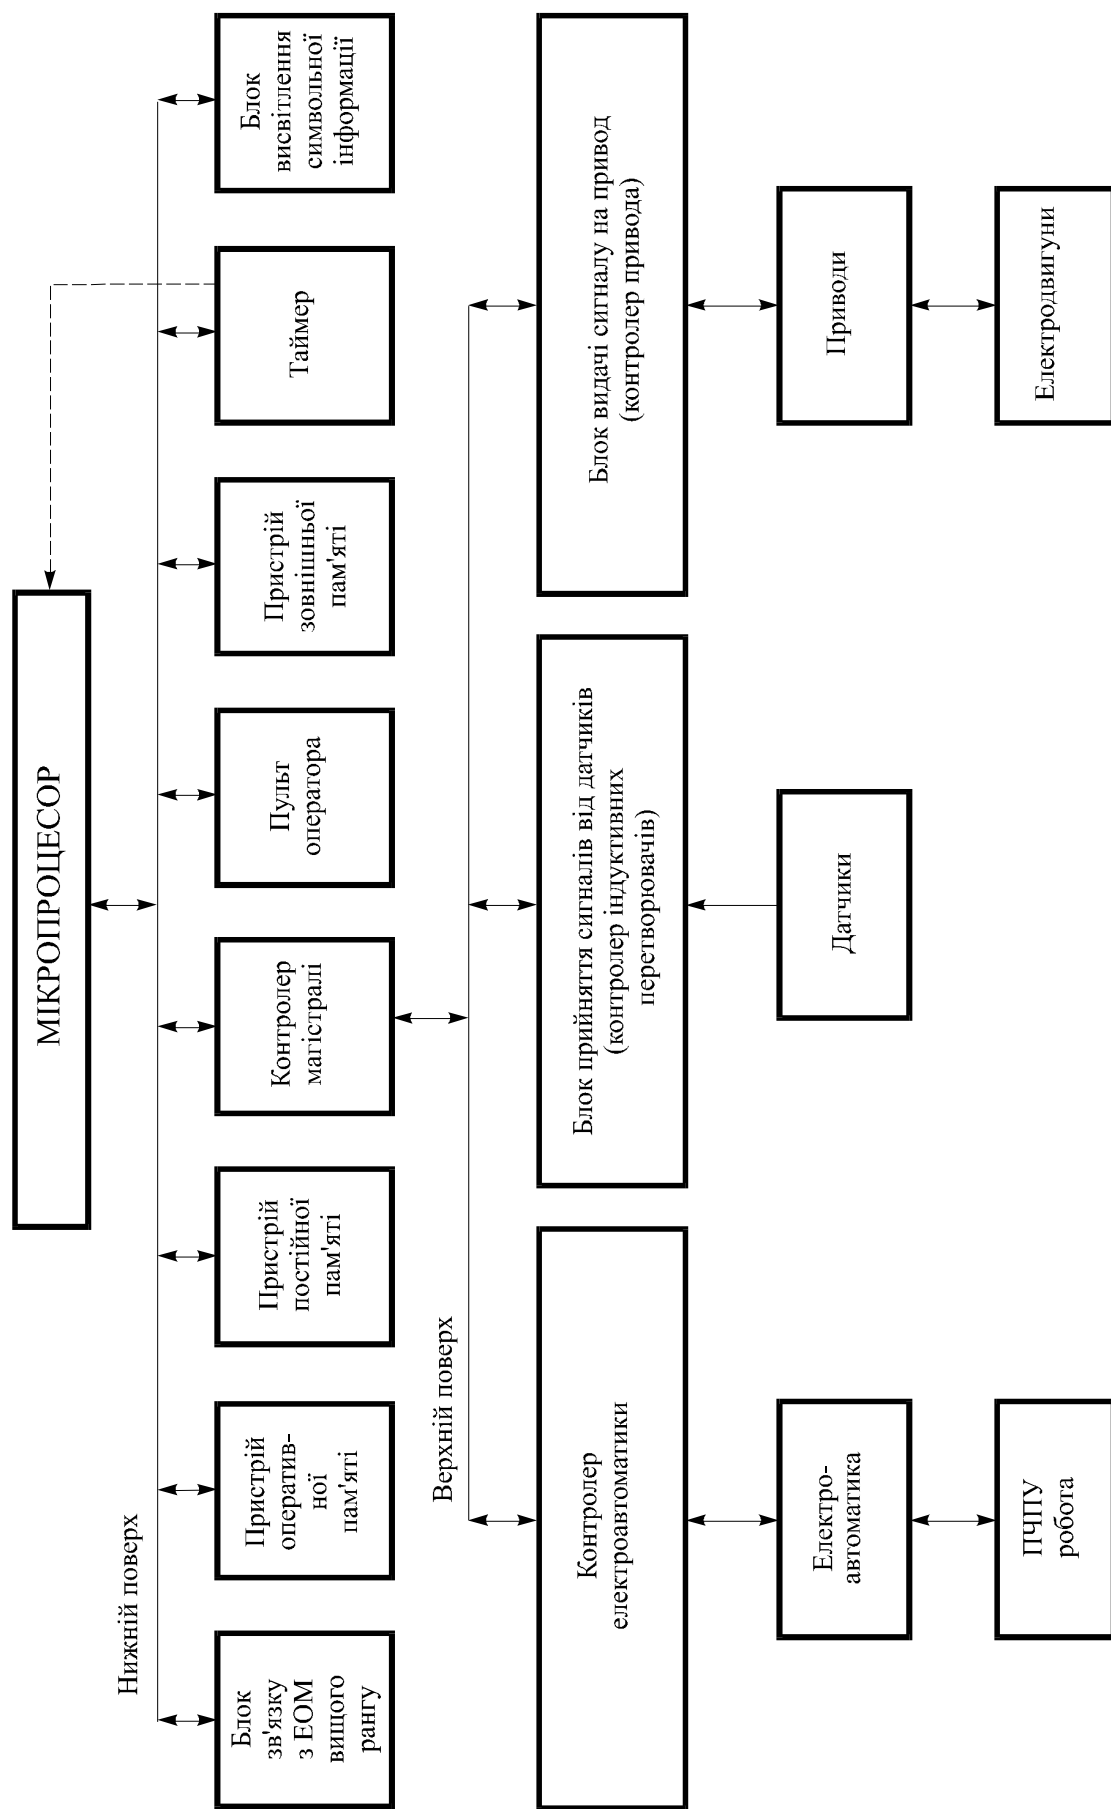 МІКРОПРОЦЕСОР
Нижній поверх
Блок
зв'язку
з ЕОМ
вищого
рангу
Пристрій
оператив-
ної
пам'яті
Пристрій
постійної
пам'яті
Контролер
магістралі
Пульт
оператора
Пристрій
зовнішньої
пам'яті
Таймер
Блок
висвітлення
символьної
інформації
Верхній поверх
Контролер
електроавтоматики
Блок прийняття сигналів від датчиків
(контролер індуктивних
перетворювачів)
Блок видачі сигналу на привод
(контролер привода)
Електро-
автоматика
Датчики
Приводи
ПЧПУ
робота
Електродвигуни